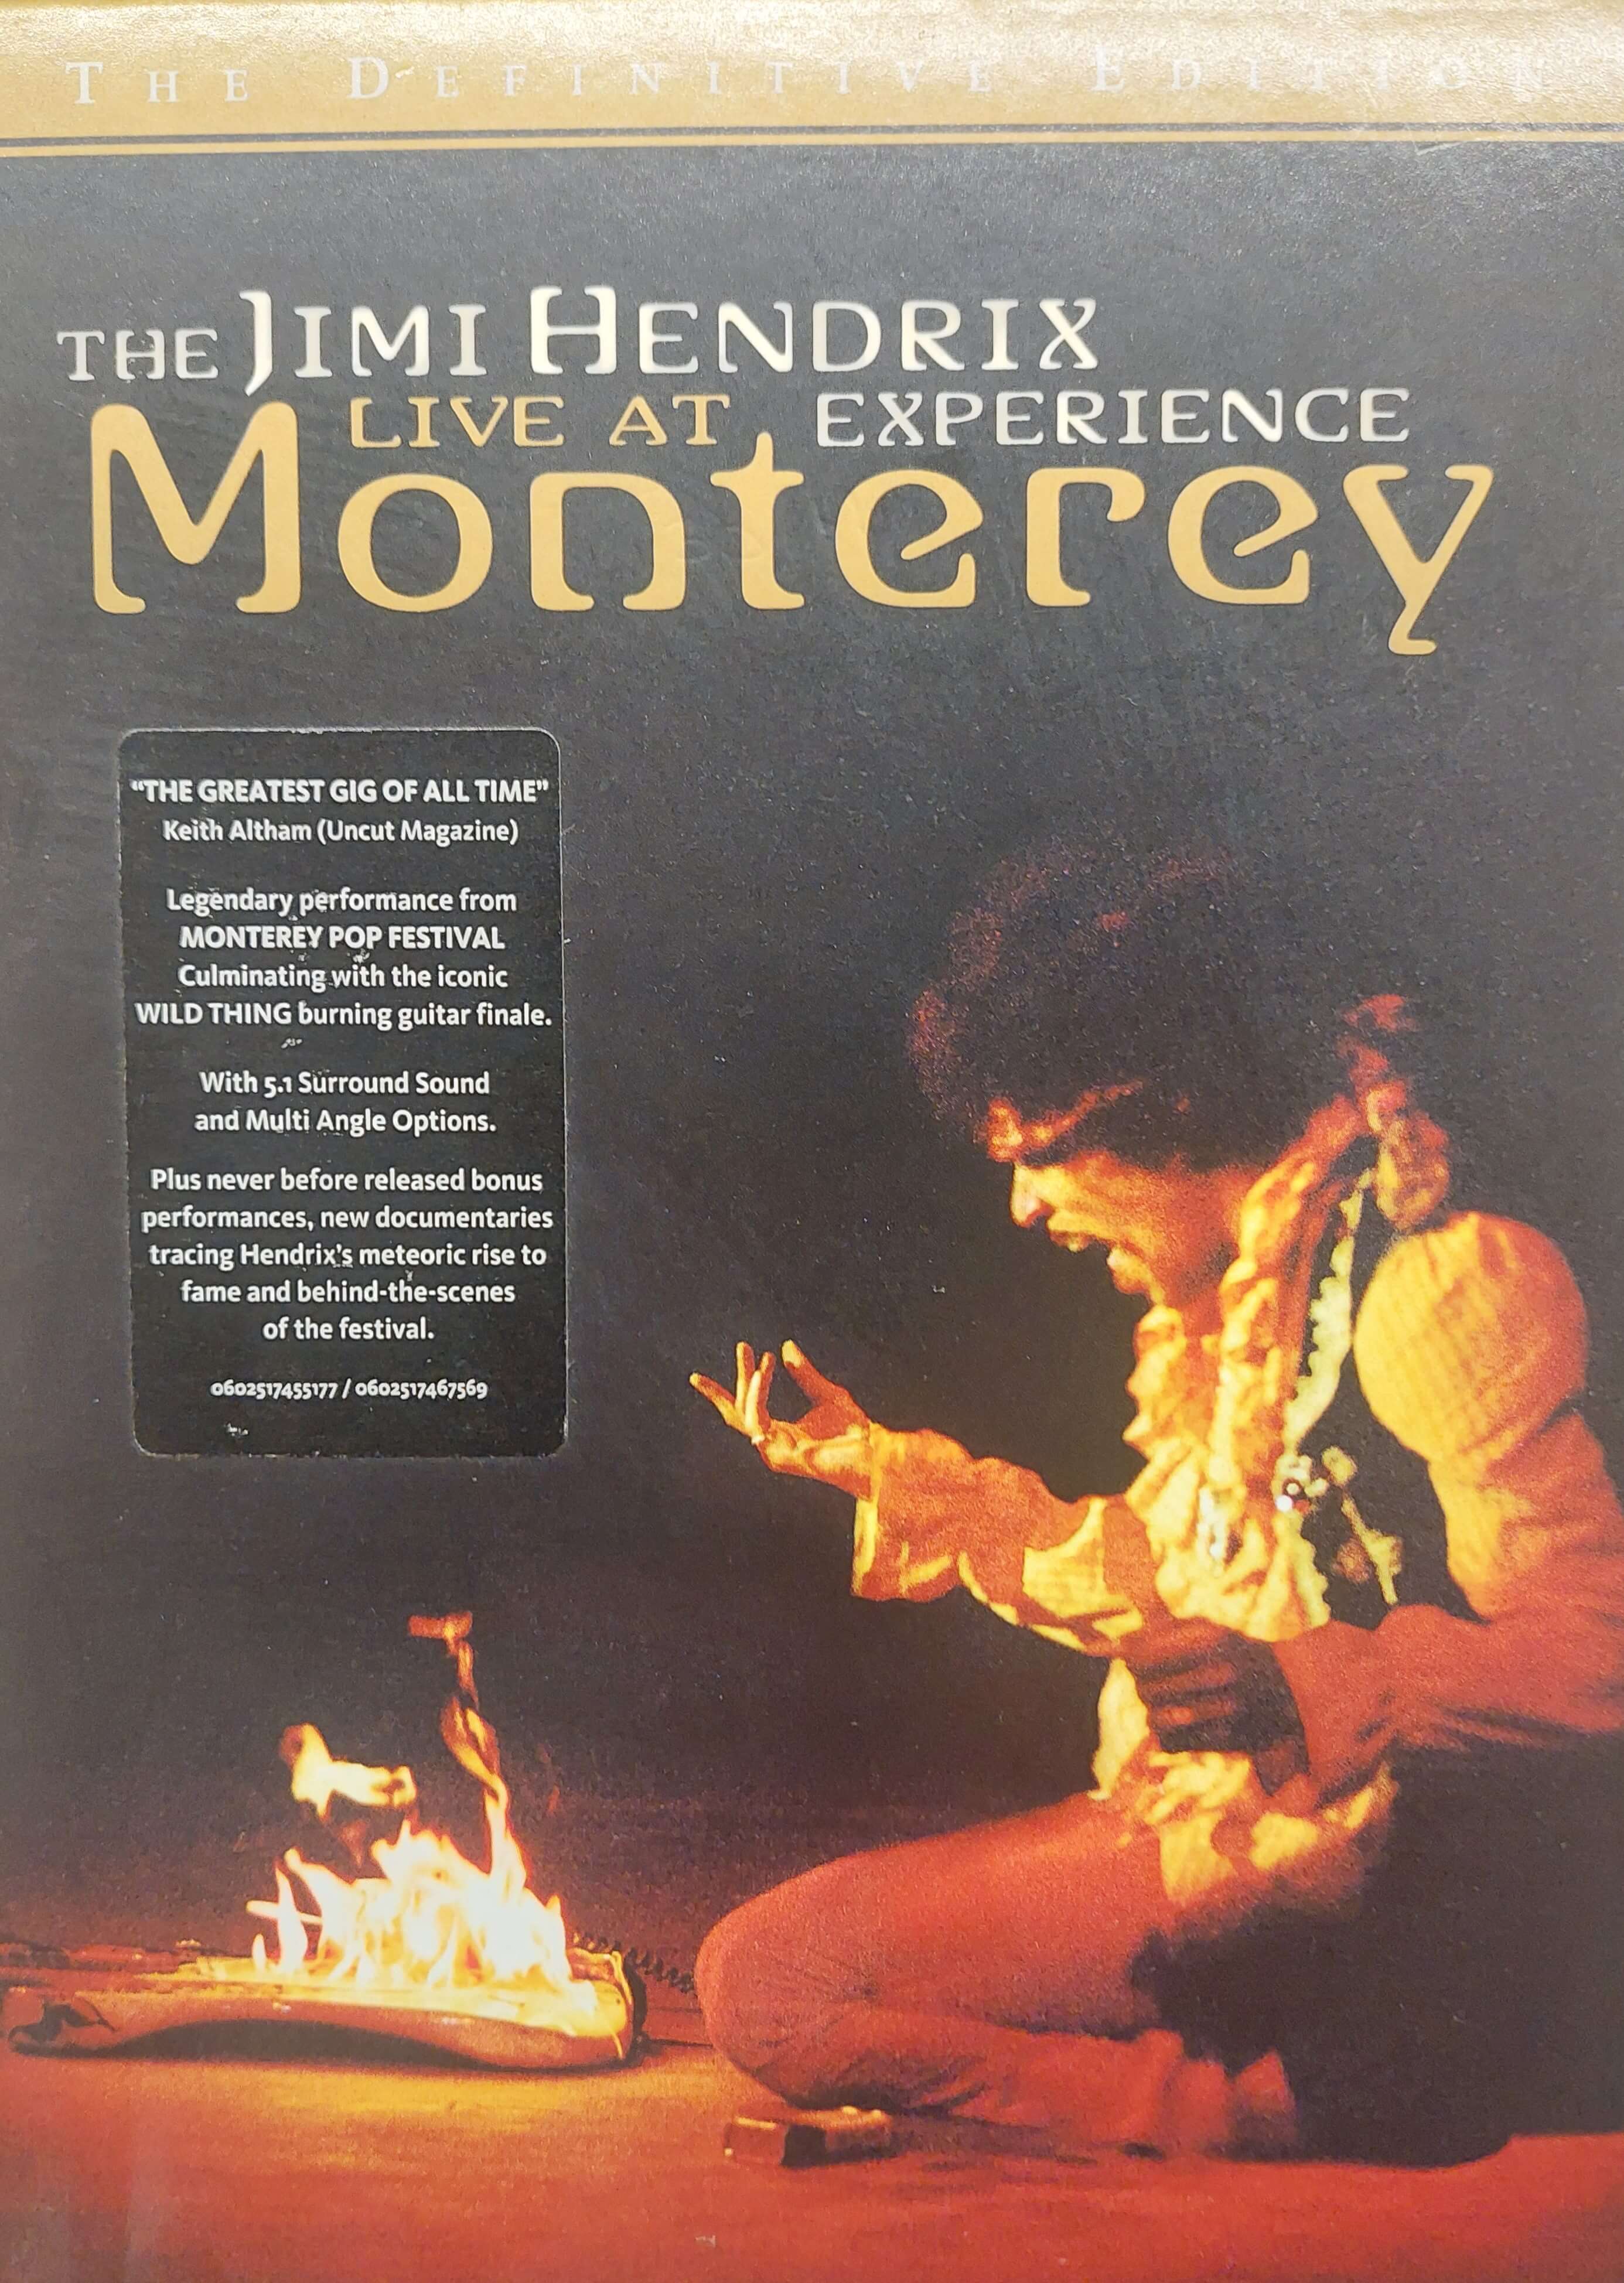 THE DEFINITIVE EDITION
THE JIMI HENDRIX
EXPERIENCE
LIVE AT
Monterey
“THE GREATEST GIG OF ALL TIME”
Keith Altham (Uncut Magazine)
Legendary performance from
MONTEREY POP FESTIVAL
Culminating with the iconic
WILD THING burning guitar finale.
With 5.1 Surround Sound
and Multi Angle Options.
Plus never before released bonus
performances, new documentaries
tracing Hendrix's meteoric rise to
fame and behind-the-scenes
of the festival.
0602517455177 / 0602517467569